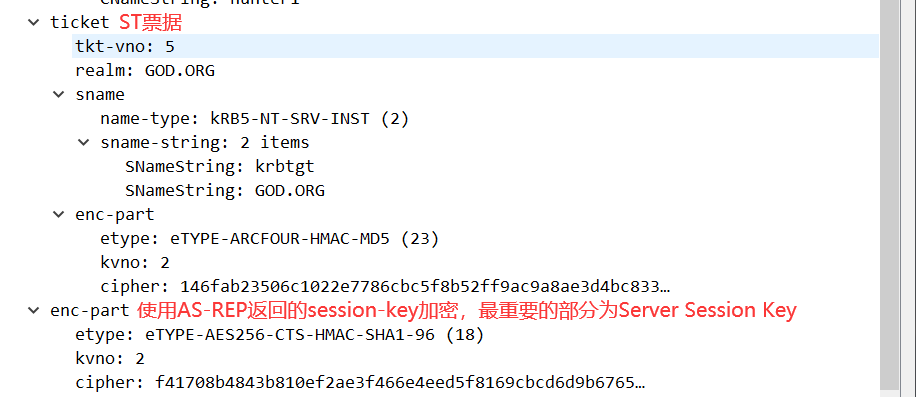 CNameString: hunter1
ticket ST票据
tkt-vno: 5
realm: GOD.ORG
sname
name-type: kRB5-NT-SRV-INST (2)
sname-string: 2 items
SNameString: krbtgt
SNameString: GOD.ORG
enc-part
etype: eTYPE-ARCFOUR-HMAC-MD5 (23)
kvno: 2
cipher: 146fab23506c1022e7786cbc5f8b52ff9ac9a8ae3d4bc833…
enc-part 使用AS-REP返回的session-key加密，最重要的部分为Server Session Key
etype: eTYPE-AES256-CTS-HMAC-SHA1-96 (18)
kvno: 2
cipher: f41708b4843b810ef2ae3f466e4eed5f8169cbcd6d9b6765…